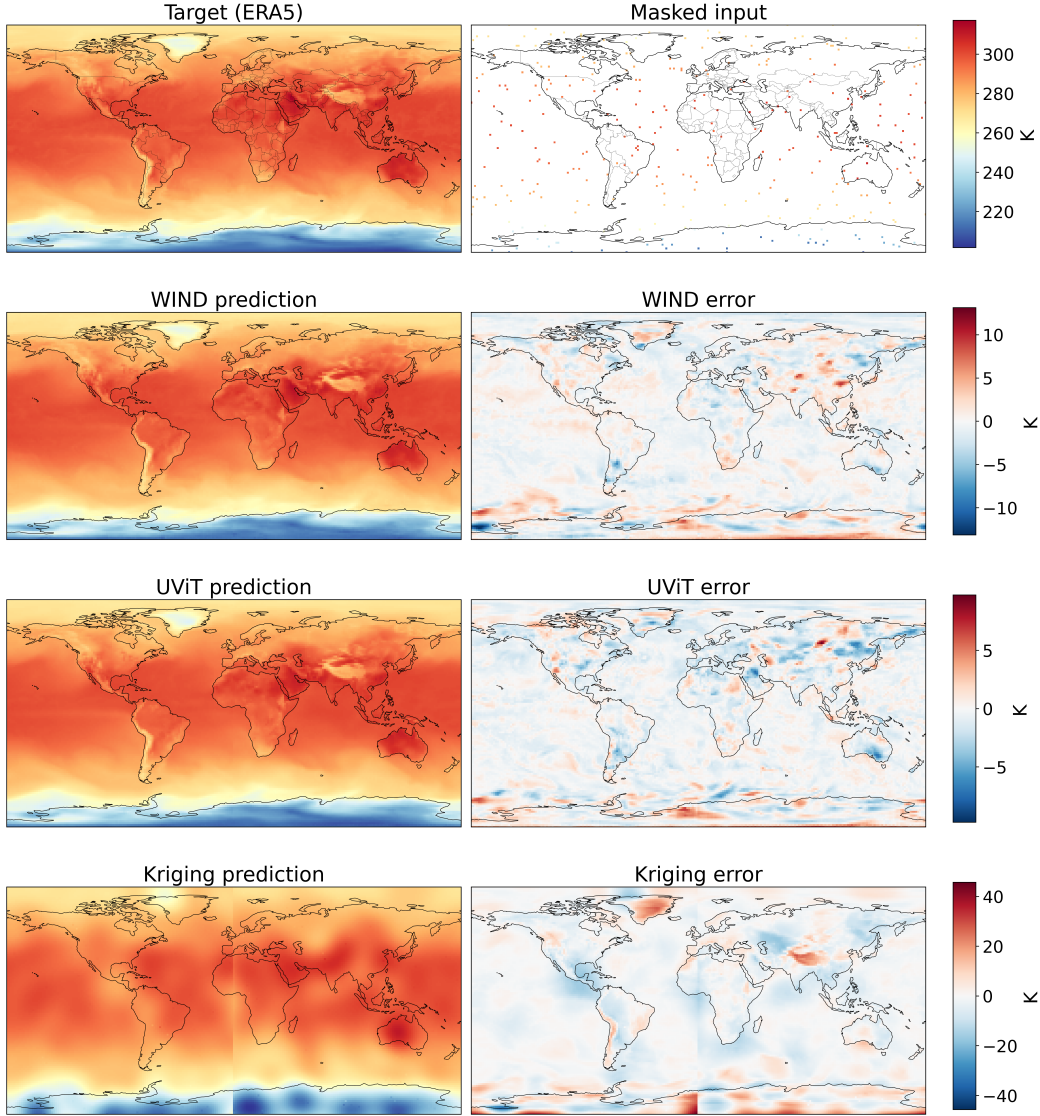 Target (ERA5)
Masked input
300
280
260
240
220
K
WIND prediction
WIND error
10
5
0
−5
−10
K
UViT prediction
UViT error
5
0
−5
K
Kriging prediction
Kriging error
40
20
0
−20
−40
K